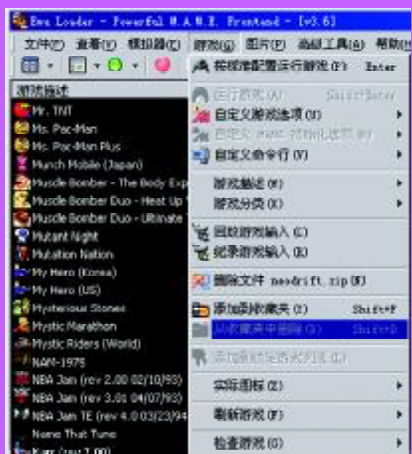 Ewa Loader - Powerful M.A.M.E. Frontend - [v3.6]
文件(F) 查看(V) 模拟器(C) 游戏(G) 图片(P) 高级工具(A) 帮助(H
按标准配置运行游戏(P) Enter
游戏描述
运行游戏(A) Shift+Enter
Mr. TNT
自定义游戏选项(U)
Ms. Pac-Man
Ms. Pac-Man Plus
自定义命令行(V)
Munch Mobile (Japan)
Muscle Bomber - The Body Exp
游戏描述(W)
Muscle Bomber Duo - Heat Up
游戏分类(X)
Muscle Bomber Duo - Ultimate
Mutant Night
回放游戏输入(C)
Mutation Nation
纪录游戏输入(R)
My Hero (Korea)
删除文件 neodrift.zip(W)
My Hero (US)
Mysterious Stones
添加到收藏夹(T) Shift+F
Mystic Marathon
从收藏夹中删除(S) Shift+D
Mystic Riders (World)
NAM-1975
NBA Jam (rev 2.00 02/10/93)
实际图标(Z)
NBA Jam (rev 3.01 04/07/93)
NBA Jam TE (rev 4.0 03/23/94
刷新游戏(F)
Name That Tune
检查游戏(G)